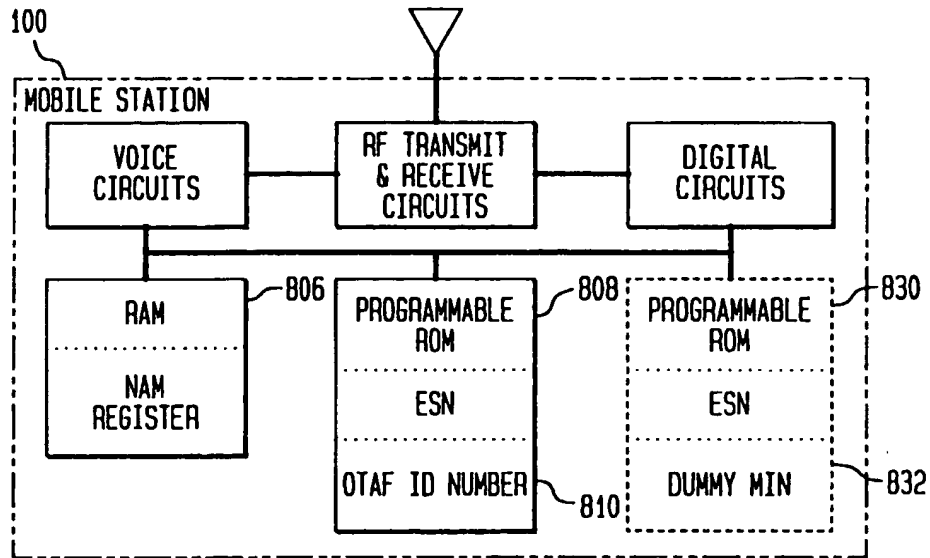 100
MOBILE STATION
VOICE
CIRCUITS
RF TRANSMIT
& RECEIVE
CIRCUITS
DIGITAL
CIRCUITS
RAM
NAM
REGISTER
806
PROGRAMMABLE
ROM
ESN
OTAF ID NUMBER
808
810
PROGRAMMABLE
ROM
ESN
DUMMY MIN
830
832